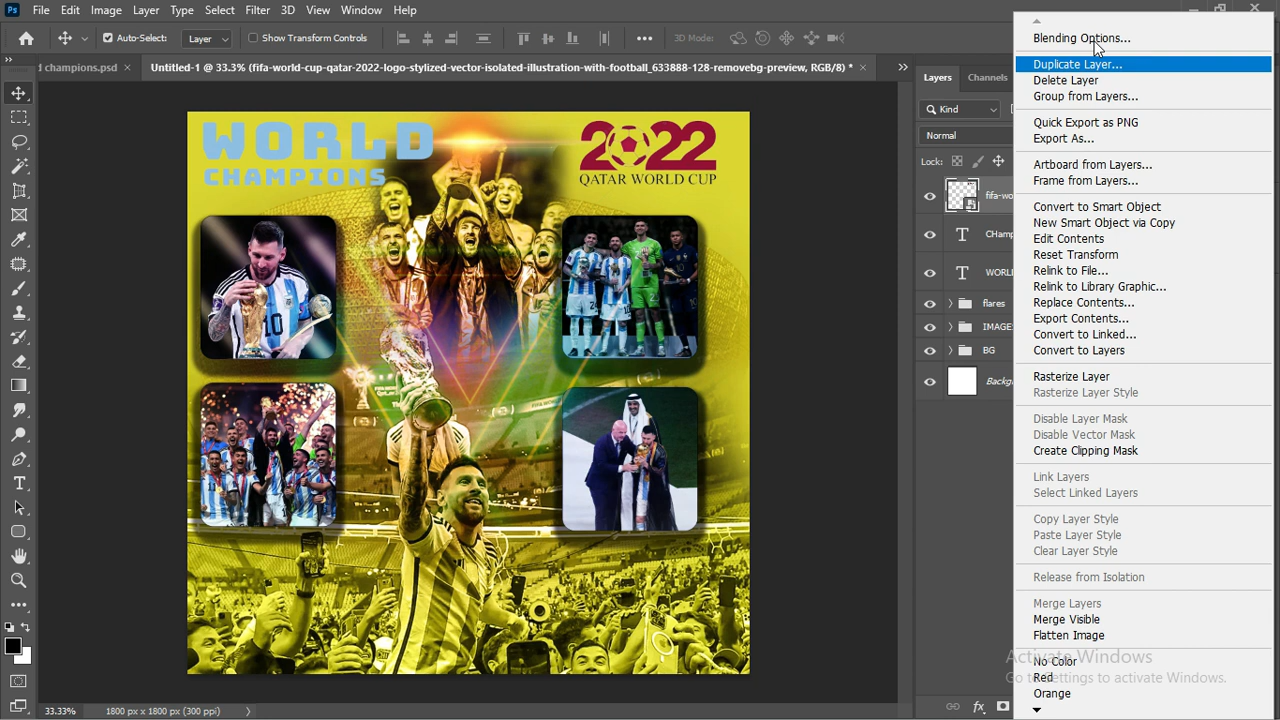 Ps File Edit Image Layer Type Select Filter 3D View Window Help
Auto-Select: Layer Show Transform Controls 3D Mode:
d champions.psd × Untitled-1 @ 33.3% (fifa-world-cup-qatar-2022-logo-stylized-vector-isolated-illustration-with-football_633888-128-removebg-preview, RGB/8) * ×
Layers Channels
Kind
Normal
Lock:
fifa-wo
T Champ
T WORL
flares
IMAGE
BG
Backg
WORLD
CHAMPIONS
2022
QATAR WORLD CUP
10
Blending Options...
Duplicate Layer...
Delete Layer
Group from Layers...
Quick Export as PNG
Export As...
Artboard from Layers...
Frame from Layers...
Convert to Smart Object
New Smart Object via Copy
Edit Contents
Reset Transform
Relink to File...
Relink to Library Graphic...
Replace Contents...
Export Contents...
Convert to Linked...
Convert to Layers
Rasterize Layer
Rasterize Layer Style
Disable Layer Mask
Disable Vector Mask
Create Clipping Mask
Link Layers
Select Linked Layers
Copy Layer Style
Paste Layer Style
Clear Layer Style
Release from Isolation
Merge Layers
Merge Visible
Flatten Image
Activate Windows
No Color
Go to Settings to activate Windows.
Red
Orange
fx
33.33% 1800 px x 1800 px (300 ppi)